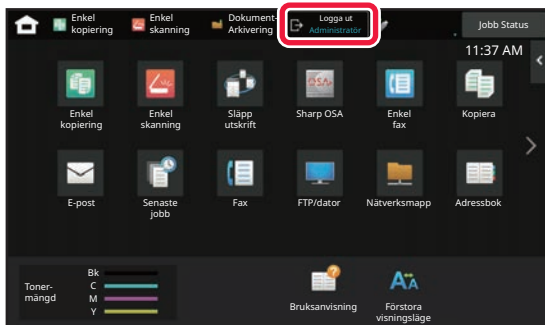 Enkel kopiering
Enkel skanning
Dokument- Arkivering
Logga ut
Administratör
Jobb Status
11:37 AM
Enkel kopiering
Enkel skanning
Släpp utskrift
Sharp OSA
Enkel fax
Kopiera
E-post
Senaste jobb
Fax
FTP/dator
Nätverksmapp
Adressbok
Toner- mängd
Bk
C
M
Y
Bruksanvisning
Förstora visningsläge